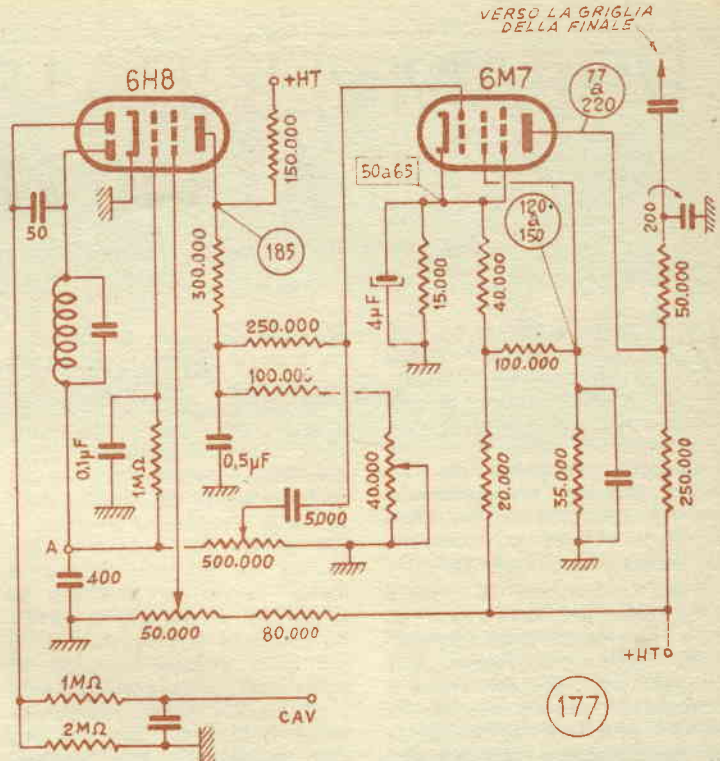 VERSO LA GRIGLIA
DELLA FINALE
6H8
+HT
6M7
77
a
220
150.000
50
50a65
120
a
150
200
185
300.000
4µF
15.000
40.000
50.000
250.000
100.000
100.000
0,1µF
1MΩ
0,5µF
40.000
20.000
35.000
250.000
5.000
A
500.000
400
50.000
80.000
+HT
1MΩ
CAV
2MΩ
177